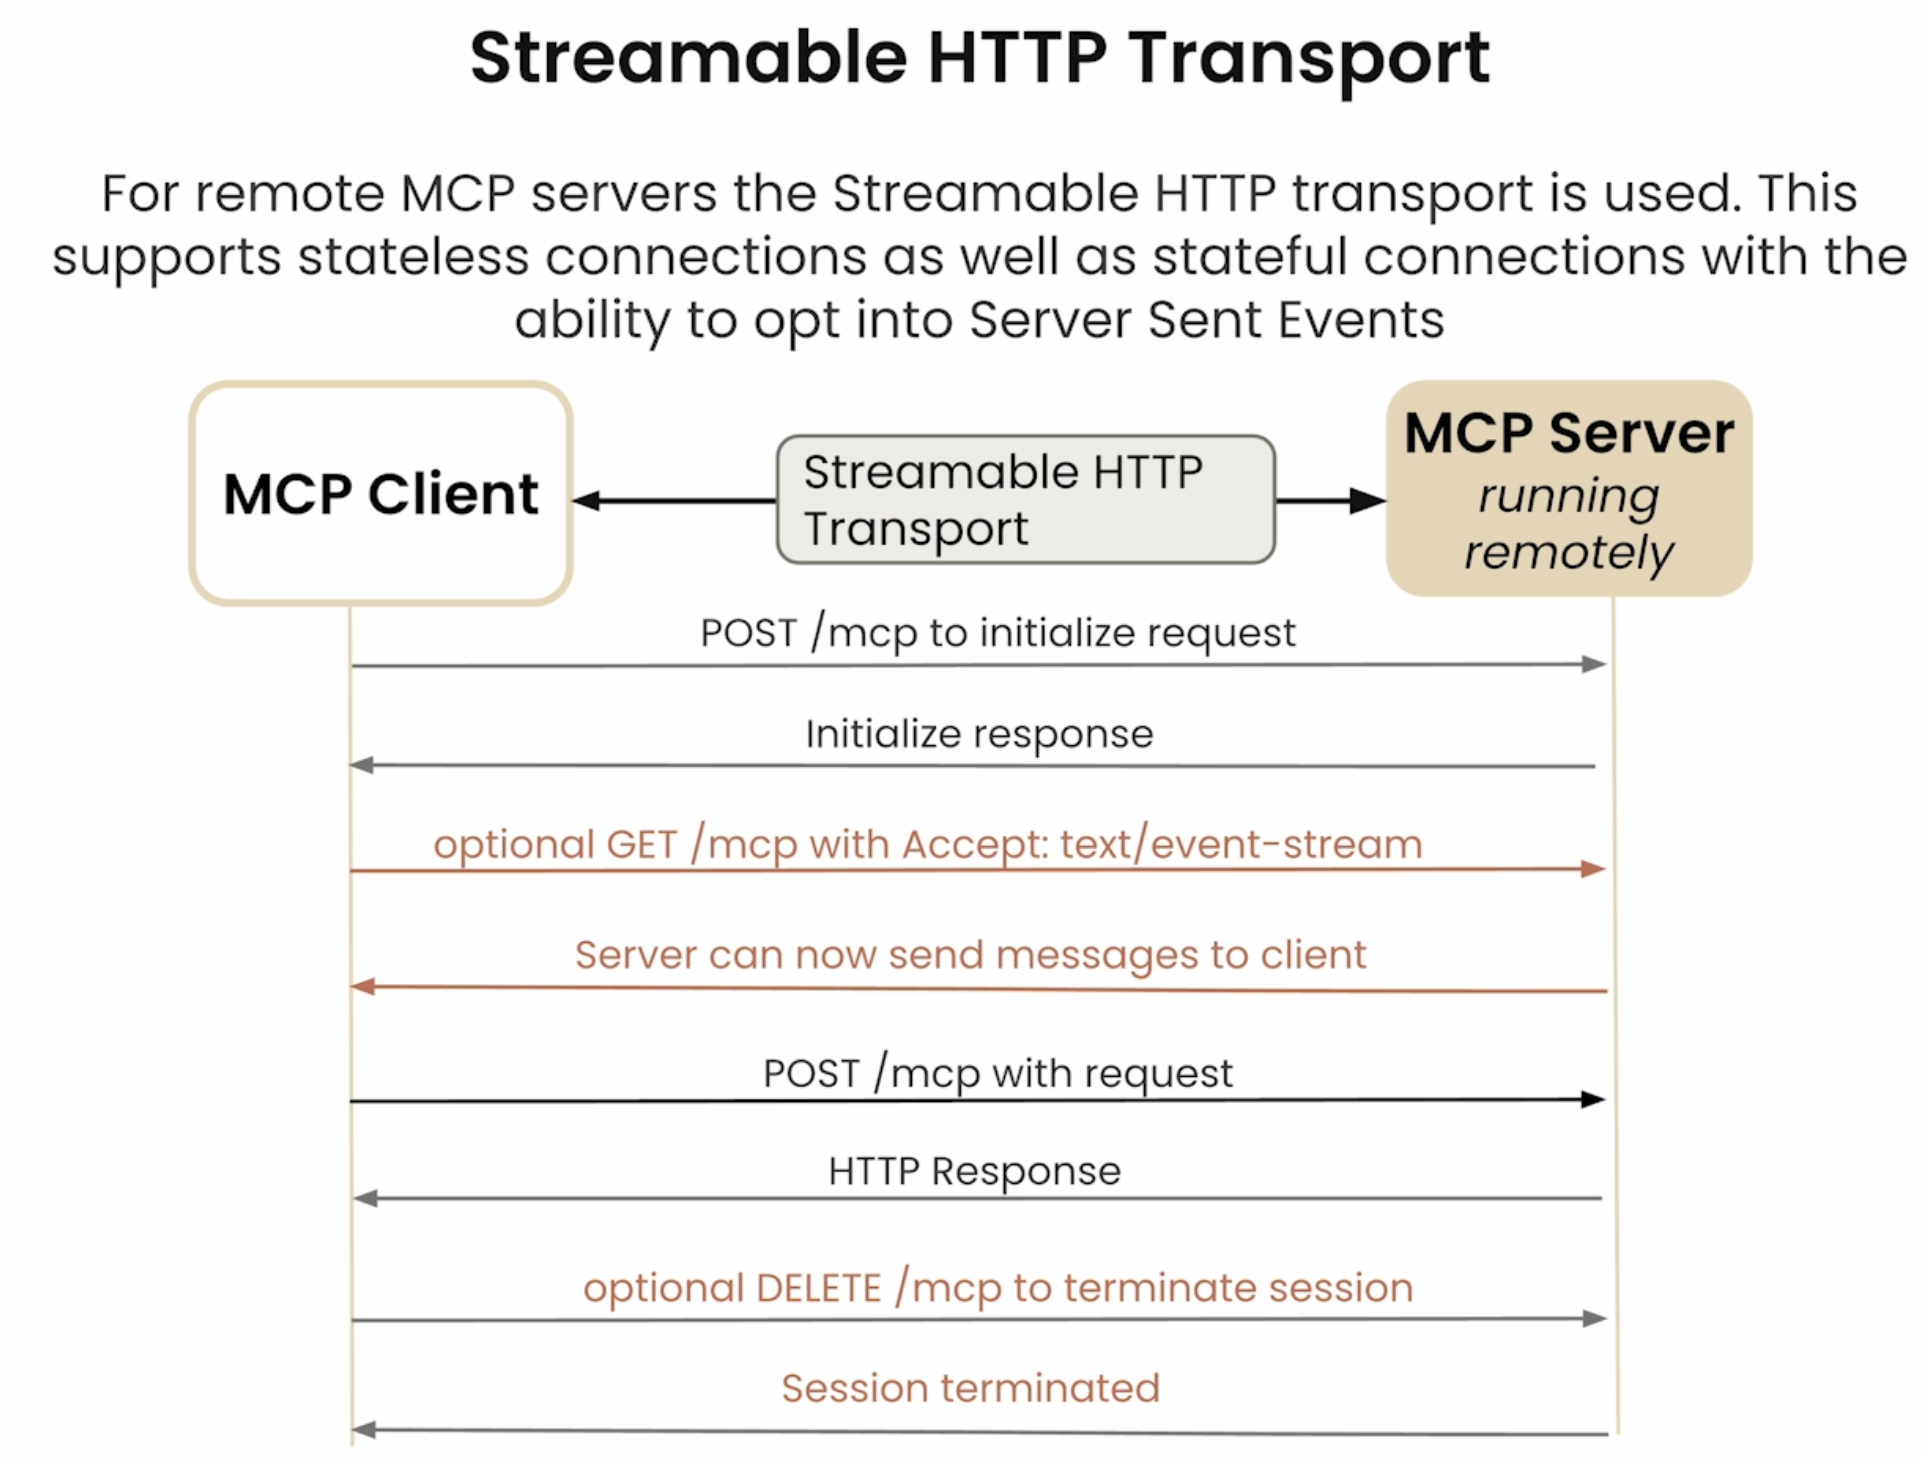 Streamable HTTP Transport
For remote MCP servers the Streamable HTTP transport is used. This
supports stateless connections as well as stateful connections with the
ability to opt into Server Sent Events
MCP Client
Streamable HTTP
Transport
MCP Server
running
remotely
POST /mcp to initialize request
Initialize response
optional GET /mcp with Accept: text/event-stream
Server can now send messages to client
POST /mcp with request
HTTP Response
optional DELETE /mcp to terminate session
Session terminated